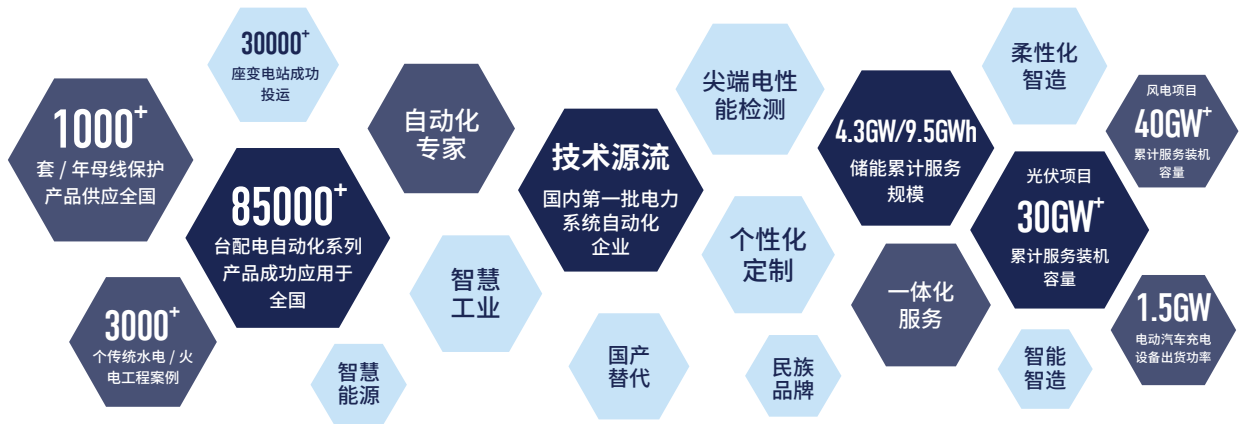 30000+
座变电站成功
投运
1000+
套 / 年母线保护
产品供应全国
85000+
台配电自动化系列
产品成功应用于
全国
3000+
个传统水电 / 火
电工程案例
自动化
专家
智慧
工业
智慧
能源
技术源流
国内第一批电力
系统自动化
企业
尖端电性
能检测
个性化
定制
国产
替代
民族
品牌
4.3GW/9.5GWh
储能累计服务
规模
一体化
服务
柔性化
智造
光伏项目
30GW+
累计服务装机
容量
智能
智造
风电项目
40GW+
累计服务装机
容量
1.5GW
电动汽车充电
设备出货功率